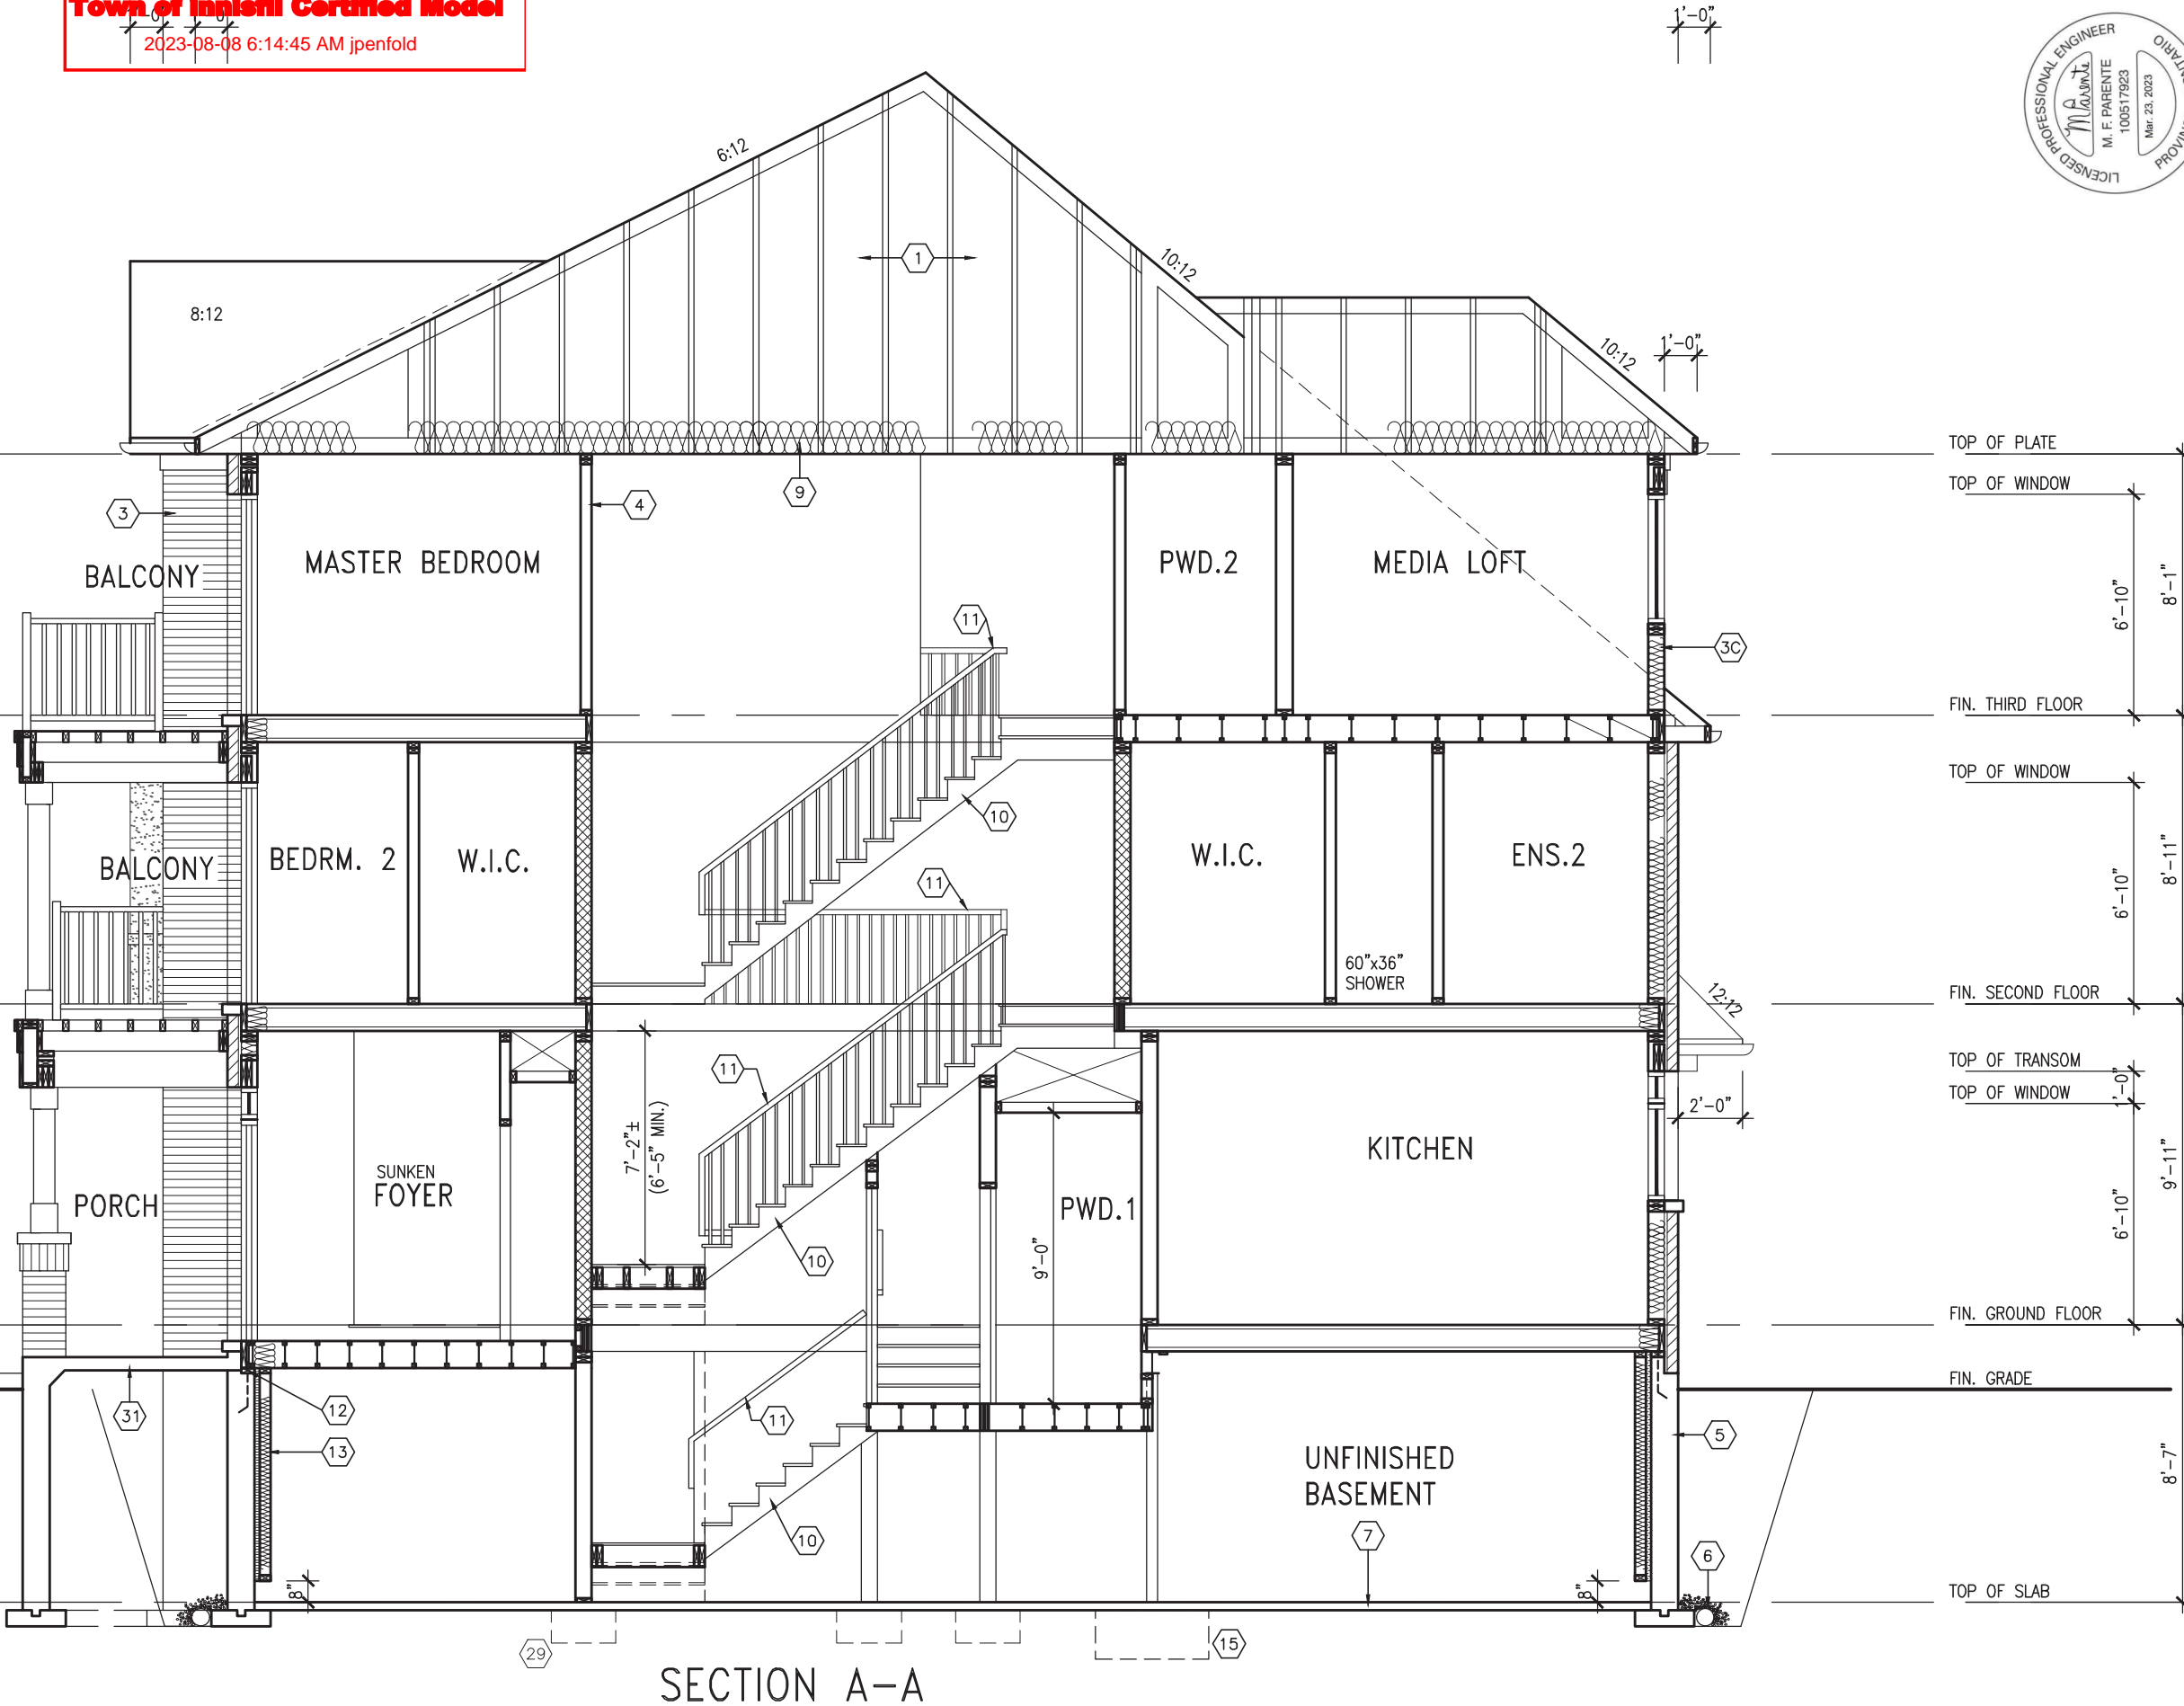 Town of Innisfil Certified Model
2023-08-08 6:14:45 AM jpenfold
1'-0"
LICENSED PROFESSIONAL ENGINEER
M. F. PARENTE
100517923
Mar. 23, 2023
6:12
1
10:12
8:12
10:12
1'-0"
TOP OF PLATE
TOP OF WINDOW
3
4
9
BALCONY
MASTER BEDROOM
PWD.2
MEDIA LOFT
6'-10"
8'-1"
11
3C
FIN. THIRD FLOOR
TOP OF WINDOW
10
BALCONY
BEDRM. 2
W.I.C.
11
W.I.C.
ENS.2
6'-10"
8'-11"
60"x36"
SHOWER
12:12
FIN. SECOND FLOOR
TOP OF TRANSOM
TOP OF WINDOW
2'-0"
11
7'-2"±
(6'-5" MIN.)
KITCHEN
SUNKEN
FOYER
PORCH
PWD.1
9'-0"
10
6'-10"
9'-11"
FIN. GROUND FLOOR
FIN. GRADE
31
12
13
11
5
UNFINISHED
BASEMENT
8'-7"
10
7
6
8"
8"
TOP OF SLAB
29
15
SECTION A-A